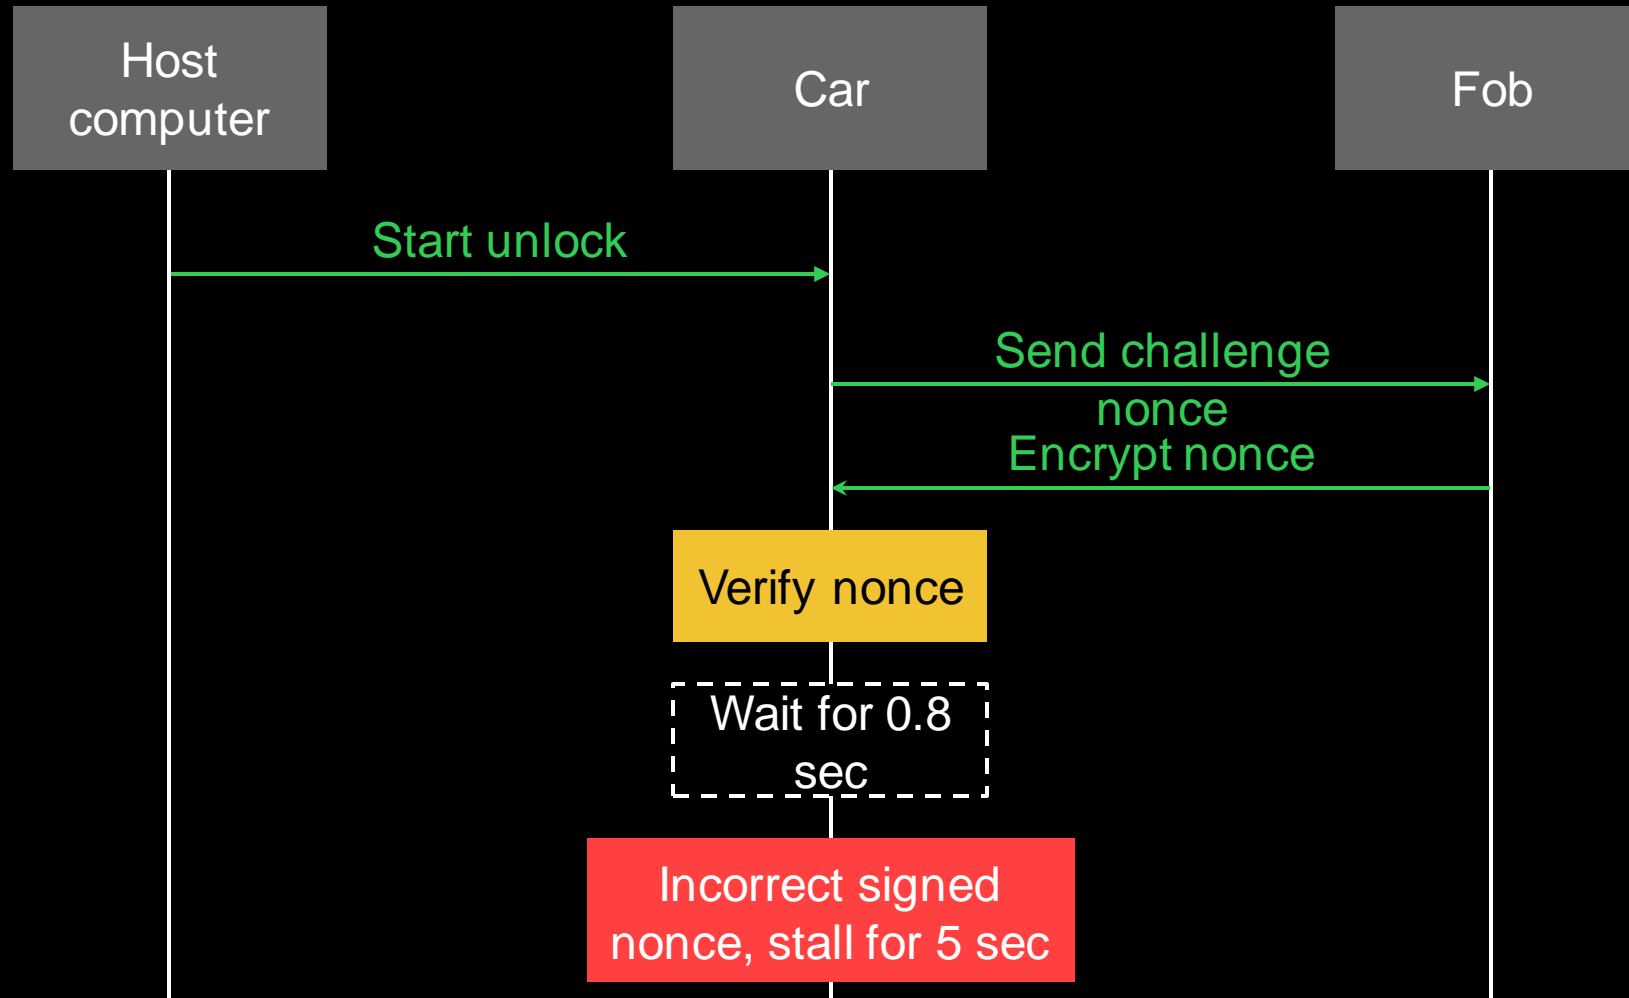 Host
computer
Car
Fob
Start unlock
Send challenge
nonce
Encrypt nonce
Verify nonce
Wait for 0.8
sec
Incorrect signed
nonce, stall for 5 sec